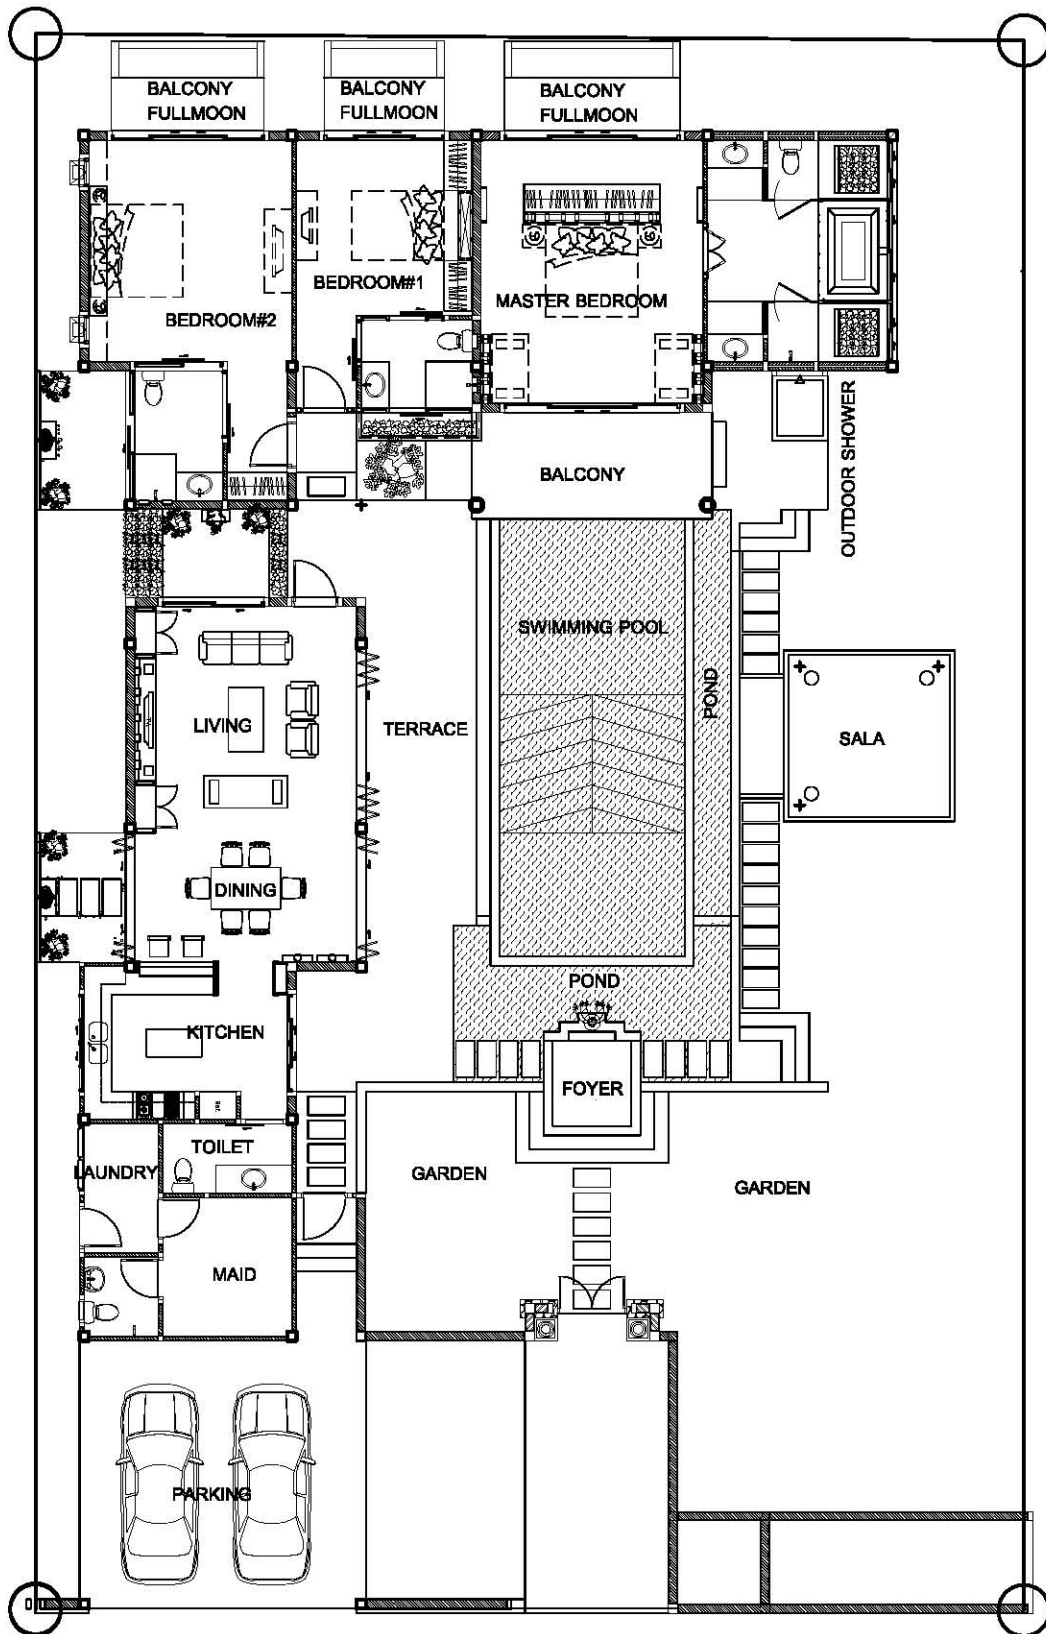 BALCONY
FULLMOON
BALCONY
FULLMOON
BALCONY
FULLMOON
BEDROOM#1
MASTER BEDROOM
BEDROOM#2
OUTDOOR SHOWER
BALCONY
SWIMMING POOL
POND
LIVING
TERRACE
SALA
DINING
POND
KITCHEN
FOYER
TOILET
LAUNDRY
GARDEN
GARDEN
MAID
PARKING